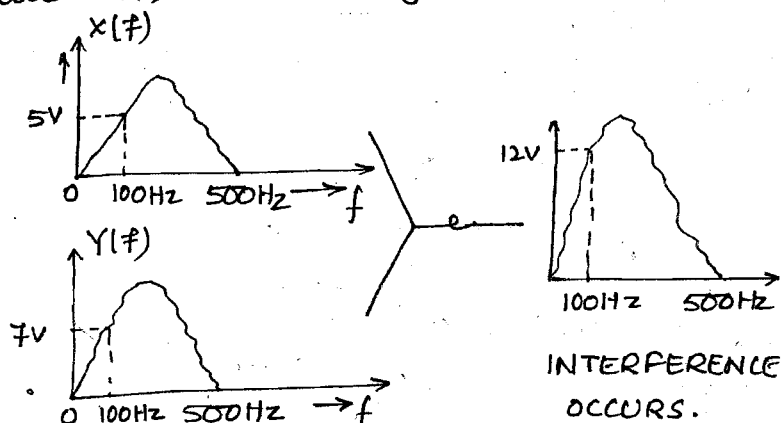 X(f)
5V
0 100Hz 500Hz → f
Y(f)
7V
0 100Hz 500Hz → f
12V
100Hz 500Hz
INTERFERENCE
OCCURS.